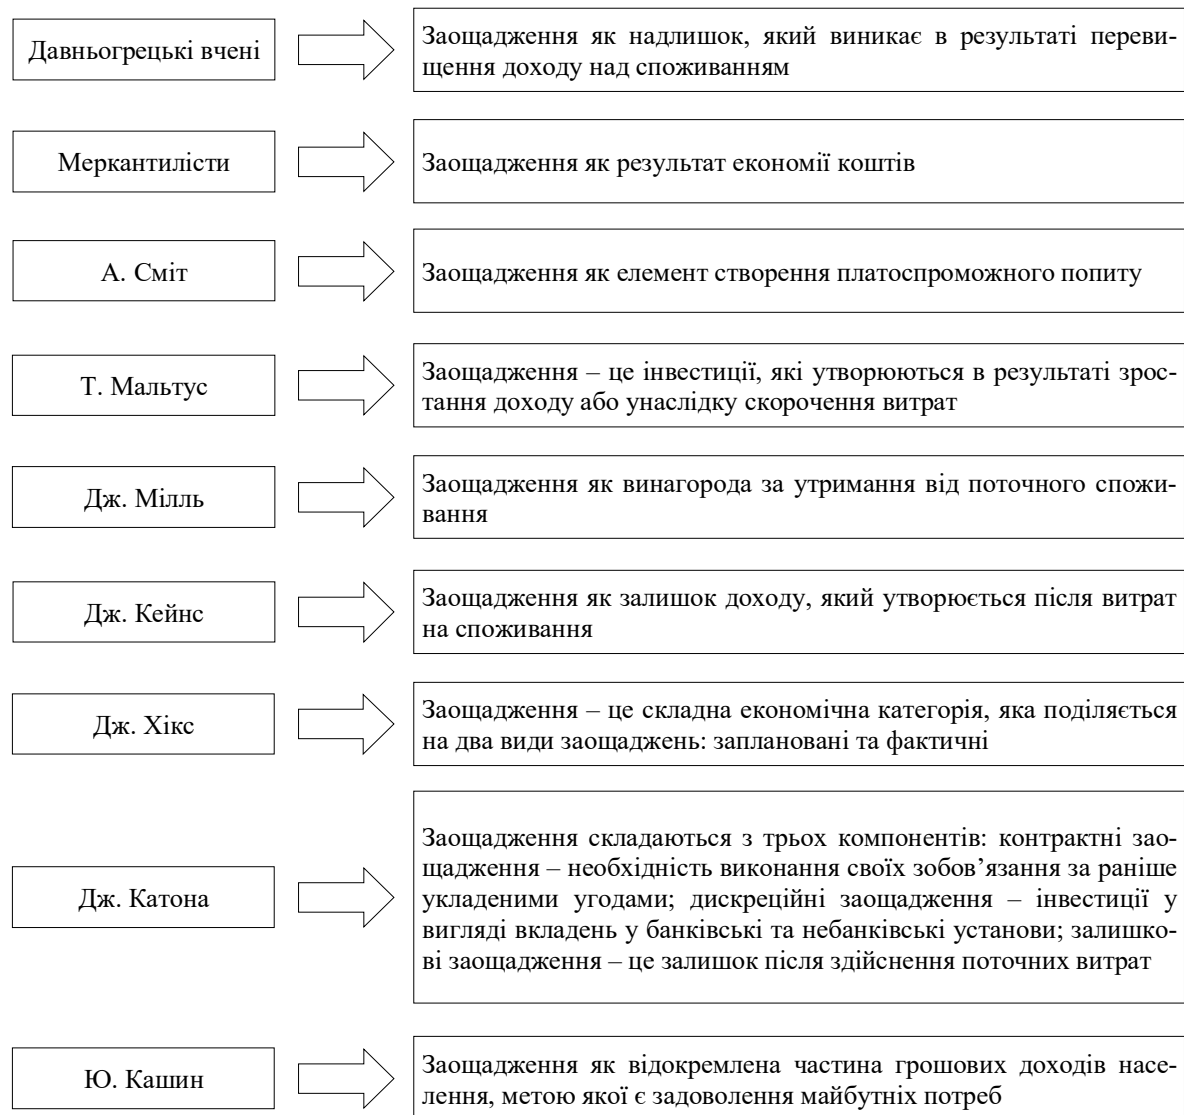 Давньогрецькі вчені
Заощадження як надлишок, який виникає в результаті переви-
щення доходу над споживанням
Меркантилісти
Заощадження як результат економії коштів
А. Сміт
Заощадження як елемент створення платоспроможного попиту
Т. Мальтус
Заощадження – це інвестиції, які утворюються в результаті зрос-
тання доходу або унаслідку скорочення витрат
Дж. Мілль
Заощадження як винагорода за утримання від поточного спожи-
вання
Дж. Кейнс
Заощадження як залишок доходу, який утворюється після витрат
на споживання
Дж. Хікс
Заощадження – це складна економічна категорія, яка поділяється
на два види заощаджень: заплановані та фактичні
Дж. Катона
Заощадження складаються з трьох компонентів: контрактні зао-
щадження – необхідність виконання своїх зобов’язання за раніше
укладеними угодами; дискреційні заощадження – інвестиції у
вигляді вкладень у банківські та небанківські установи; залишко-
ві заощадження – це залишок після здійснення поточних витрат
Ю. Кашин
Заощадження як відокремлена частина грошових доходів насе-
лення, метою якої є задоволення майбутніх потреб